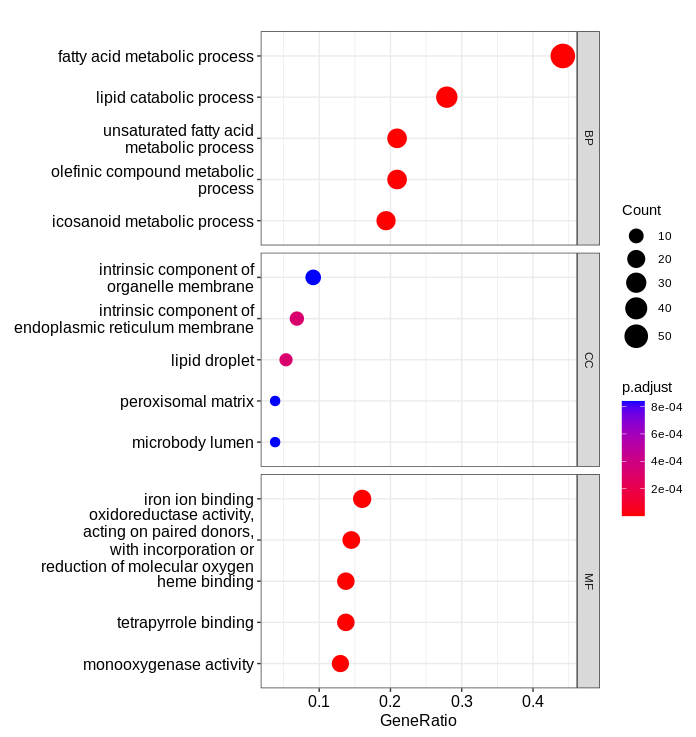 fatty acid metabolic process
lipid catabolic process
unsaturated fatty acid
metabolic process
olefinic compound metabolic
process
icosanoid metabolic process
BP
intrinsic component of
organelle membrane
intrinsic component of
endoplasmic reticulum membrane
lipid droplet
peroxisomal matrix
microbody lumen
CC
iron ion binding
oxidoreductase activity,
acting on paired donors,
with incorporation or
reduction of molecular oxygen
heme binding
tetrapyrrole binding
monooxygenase activity
MF
0.1 0.2 0.3 0.4
GeneRatio
Count
10
20
30
40
50
p.adjust
8e-04
6e-04
4e-04
2e-04